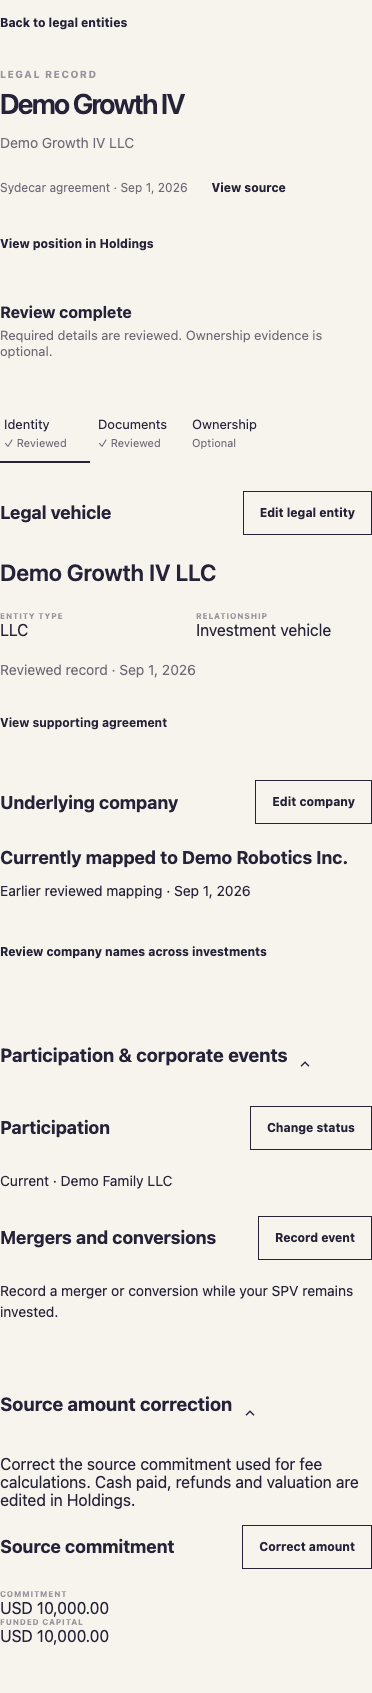 Back to legal entities
LEGAL RECORD
Demo Growth IV
Demo Growth IV LLC
Sydecar agreement · Sep 1, 2026 View source
View position in Holdings
Review complete
Required details are reviewed. Ownership evidence is
optional.
Identity Documents Ownership
✓ Reviewed ✓ Reviewed Optional
Legal vehicle Edit legal entity
Demo Growth IV LLC
ENTITY TYPE RELATIONSHIP
LLC Investment vehicle
Reviewed record · Sep 1, 2026
View supporting agreement
Underlying company Edit company
Currently mapped to Demo Robotics Inc.
Earlier reviewed mapping · Sep 1, 2026
Review company names across investments
Participation & corporate events
Participation Change status
Current · Demo Family LLC
Mergers and conversions Record event
Record a merger or conversion while your SPV remains
invested.
Source amount correction
Correct the source commitment used for fee
calculations. Cash paid, refunds and valuation are
edited in Holdings.
Source commitment Correct amount
COMMITMENT
USD 10,000.00
FUNDED CAPITAL
USD 10,000.00